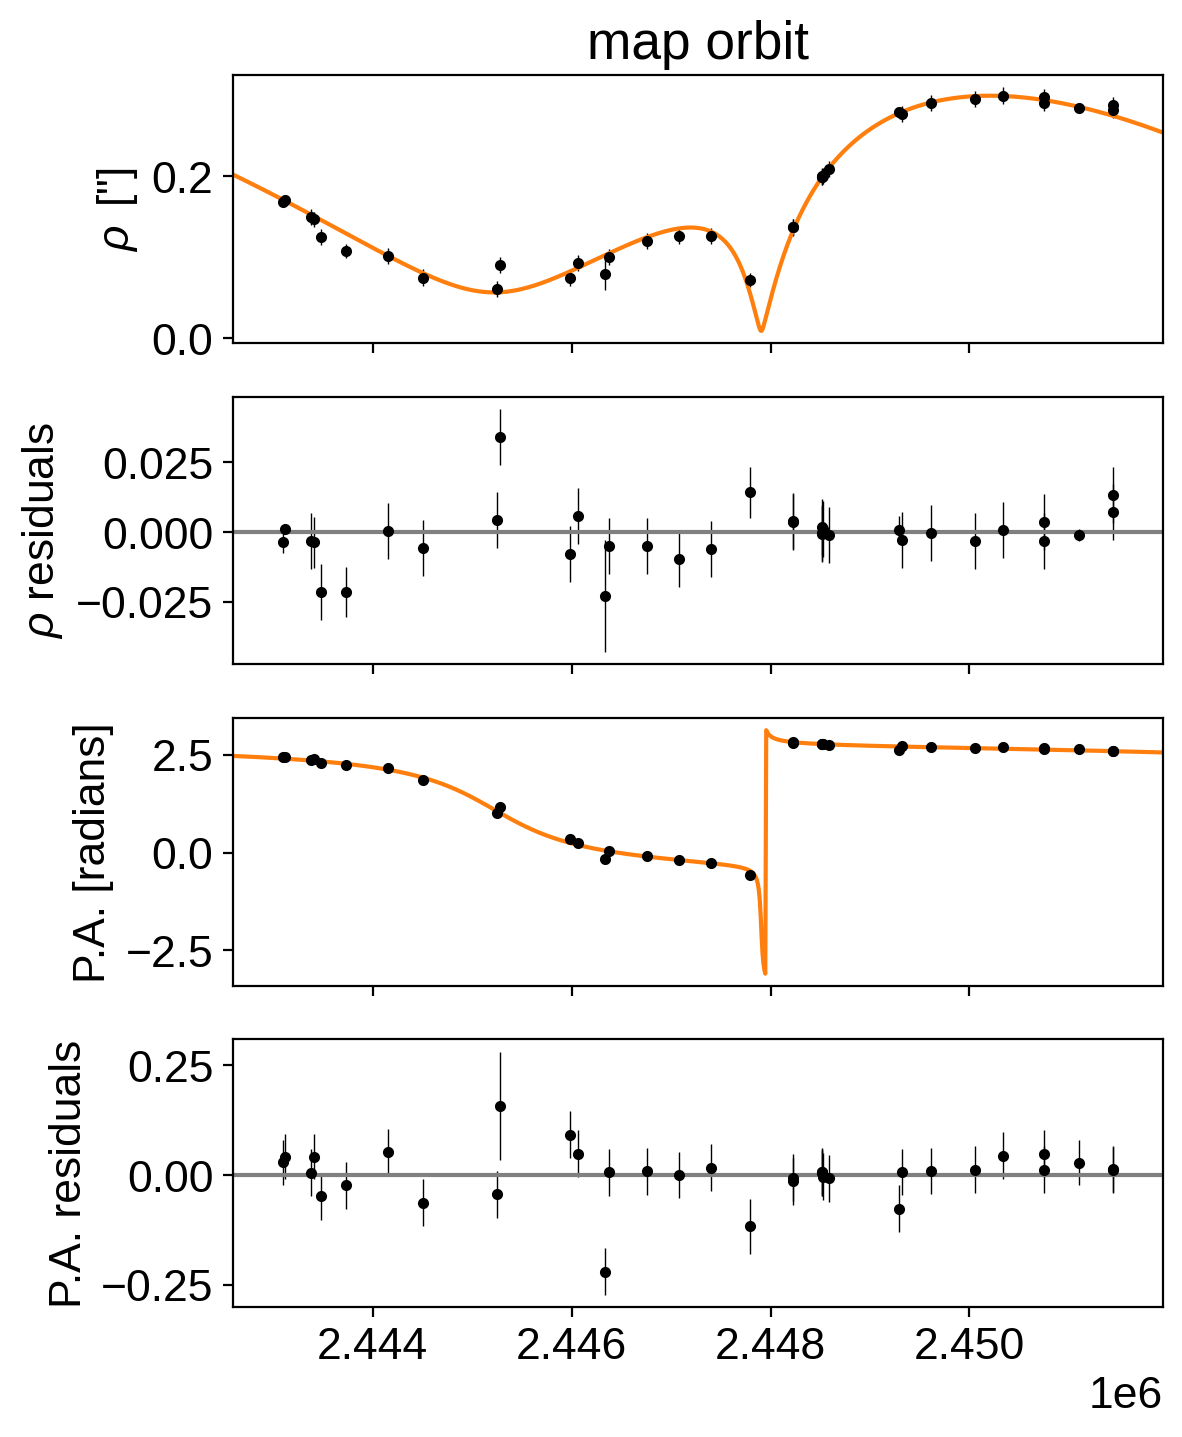 map orbit
ρ ["]
0.2
0.0
ρ residuals
0.025
0.000
−0.025
P.A. [radians]
2.5
0.0
−2.5
P.A. residuals
0.25
0.00
−0.25
2.444 2.446 2.448 2.450
1e6